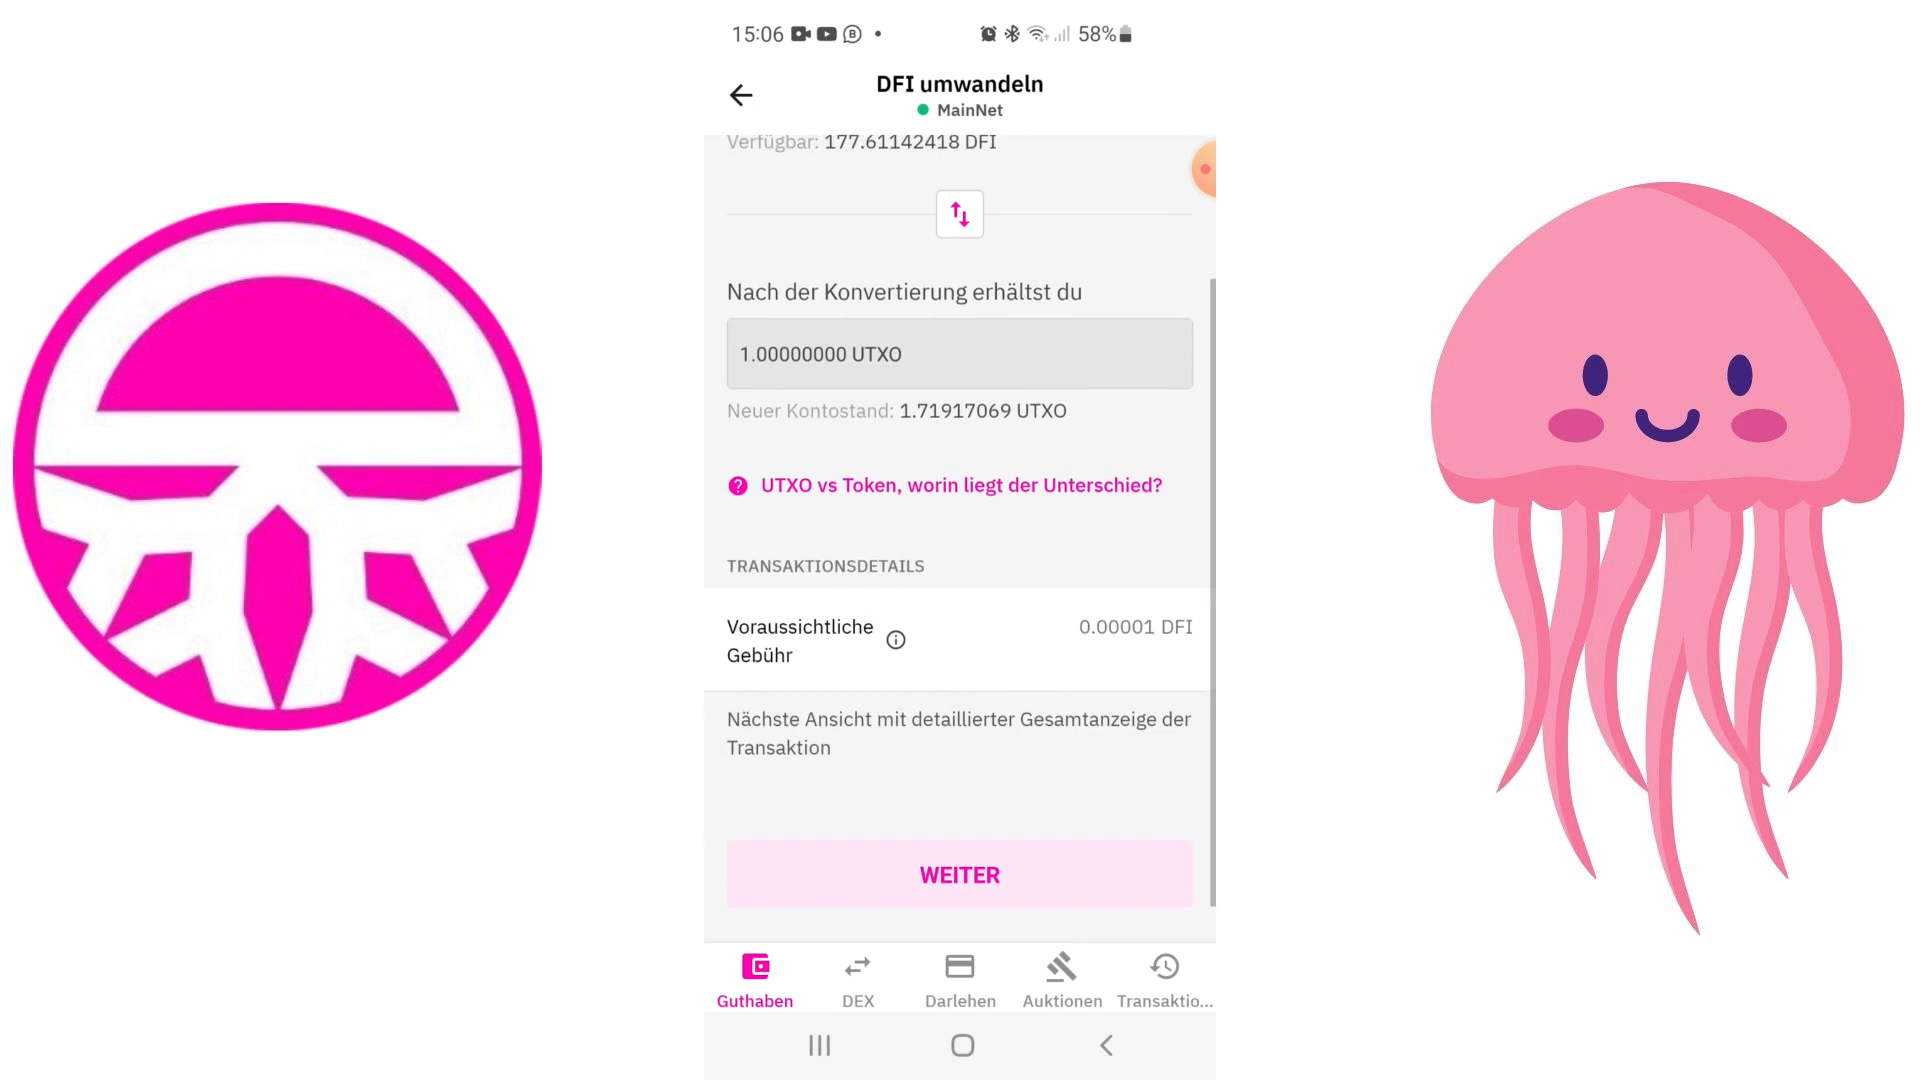 15:06
58%
DFI umwandeln
MainNet
Verfügbar: 177.61142418 DFI
Nach der Konvertierung erhältst du
1.00000000 UTXO
Neuer Kontostand: 1.71917069 UTXO
UTXO vs Token, worin liegt der Unterschied?
TRANSAKTIONSDETAILS
Voraussichtliche
Gebühr
0.00001 DFI
Nächste Ansicht mit detaillierter Gesamtanzeige der
Transaktion
WEITER
Guthaben
DEX
Darlehen
Auktionen
Transaktio...